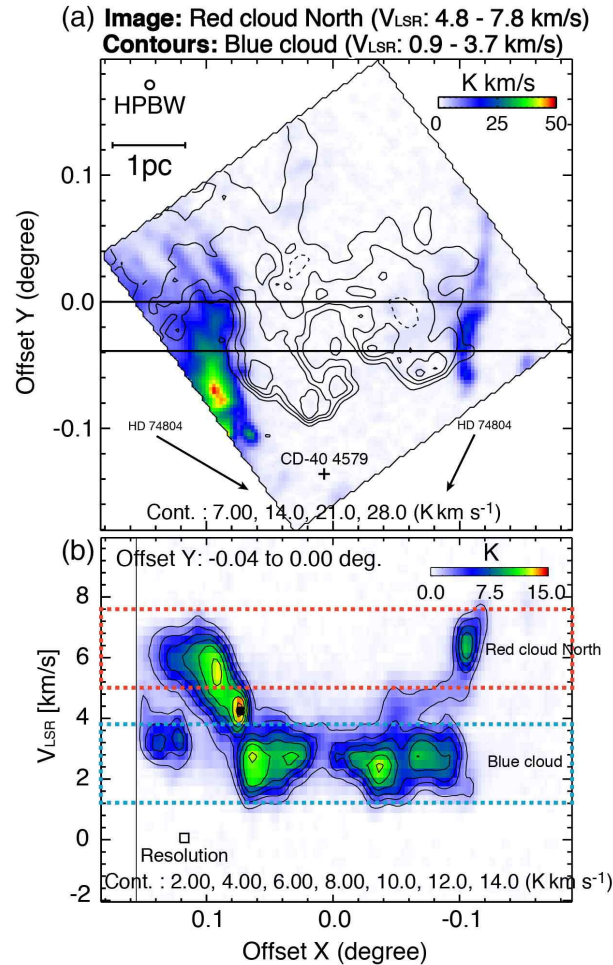 (a) Image: Red cloud North (VLSR: 4.8 - 7.8 km/s)
Contours: Blue cloud (VLSR: 0.9 - 3.7 km/s)
HPBW
K km/s
0 25 50
1pc
0.1
0.0
-0.1
Offset Y (degree)
HD 74804
HD 74804
CD-40 4579
Cont. : 7.00, 14.0, 21.0, 28.0 (K km s⁻¹)
(b)
Offset Y: -0.04 to 0.00 deg.
K
0.0 7.5 15.0
8
6
4
2
0
-2
VLSR [km/s]
Red cloud North
Blue cloud
Resolution
Cont. : 2.00, 4.00, 6.00, 8.00, 10.0, 12.0, 14.0 (K km s⁻¹)
0.1 0.0 -0.1
Offset X (degree)